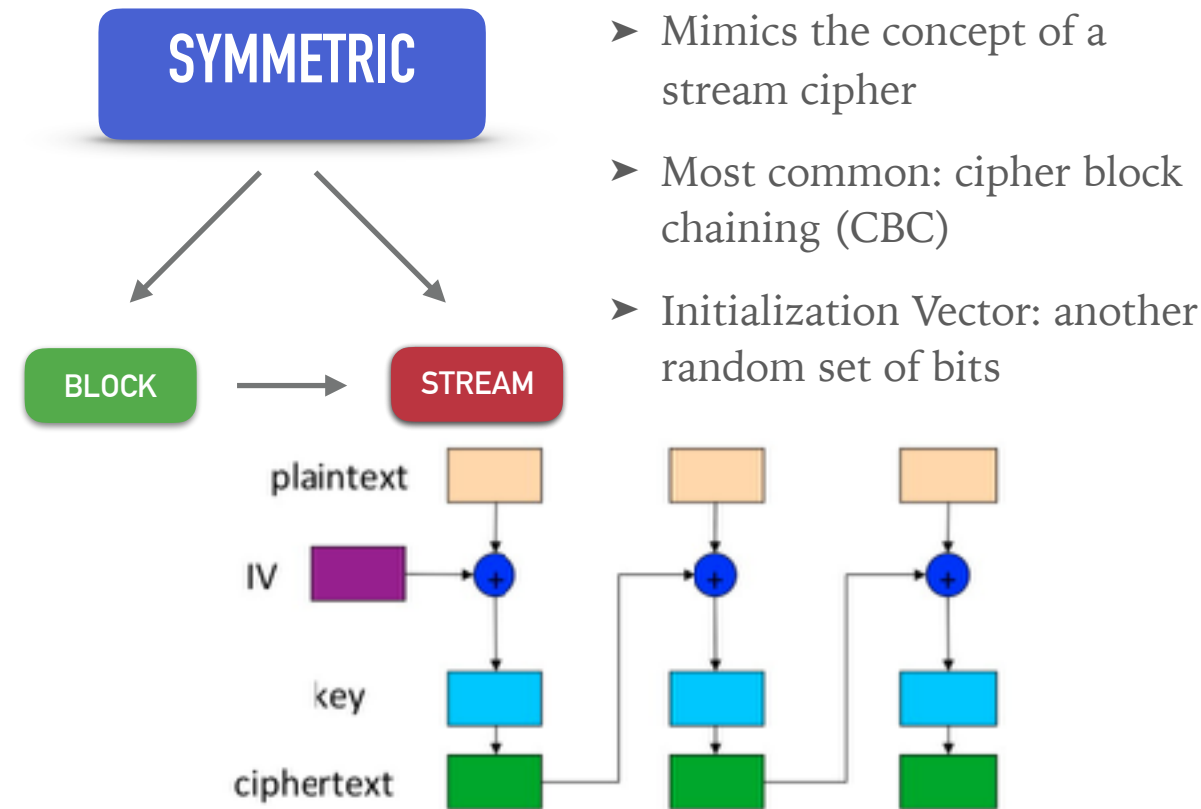 SYMMETRIC
BLOCK
STREAM
➤ Mimics the concept of a
stream cipher
➤ Most common: cipher block
chaining (CBC)
➤ Initialization Vector: another
random set of bits
plaintext
IV
+
+
+
key
ciphertext